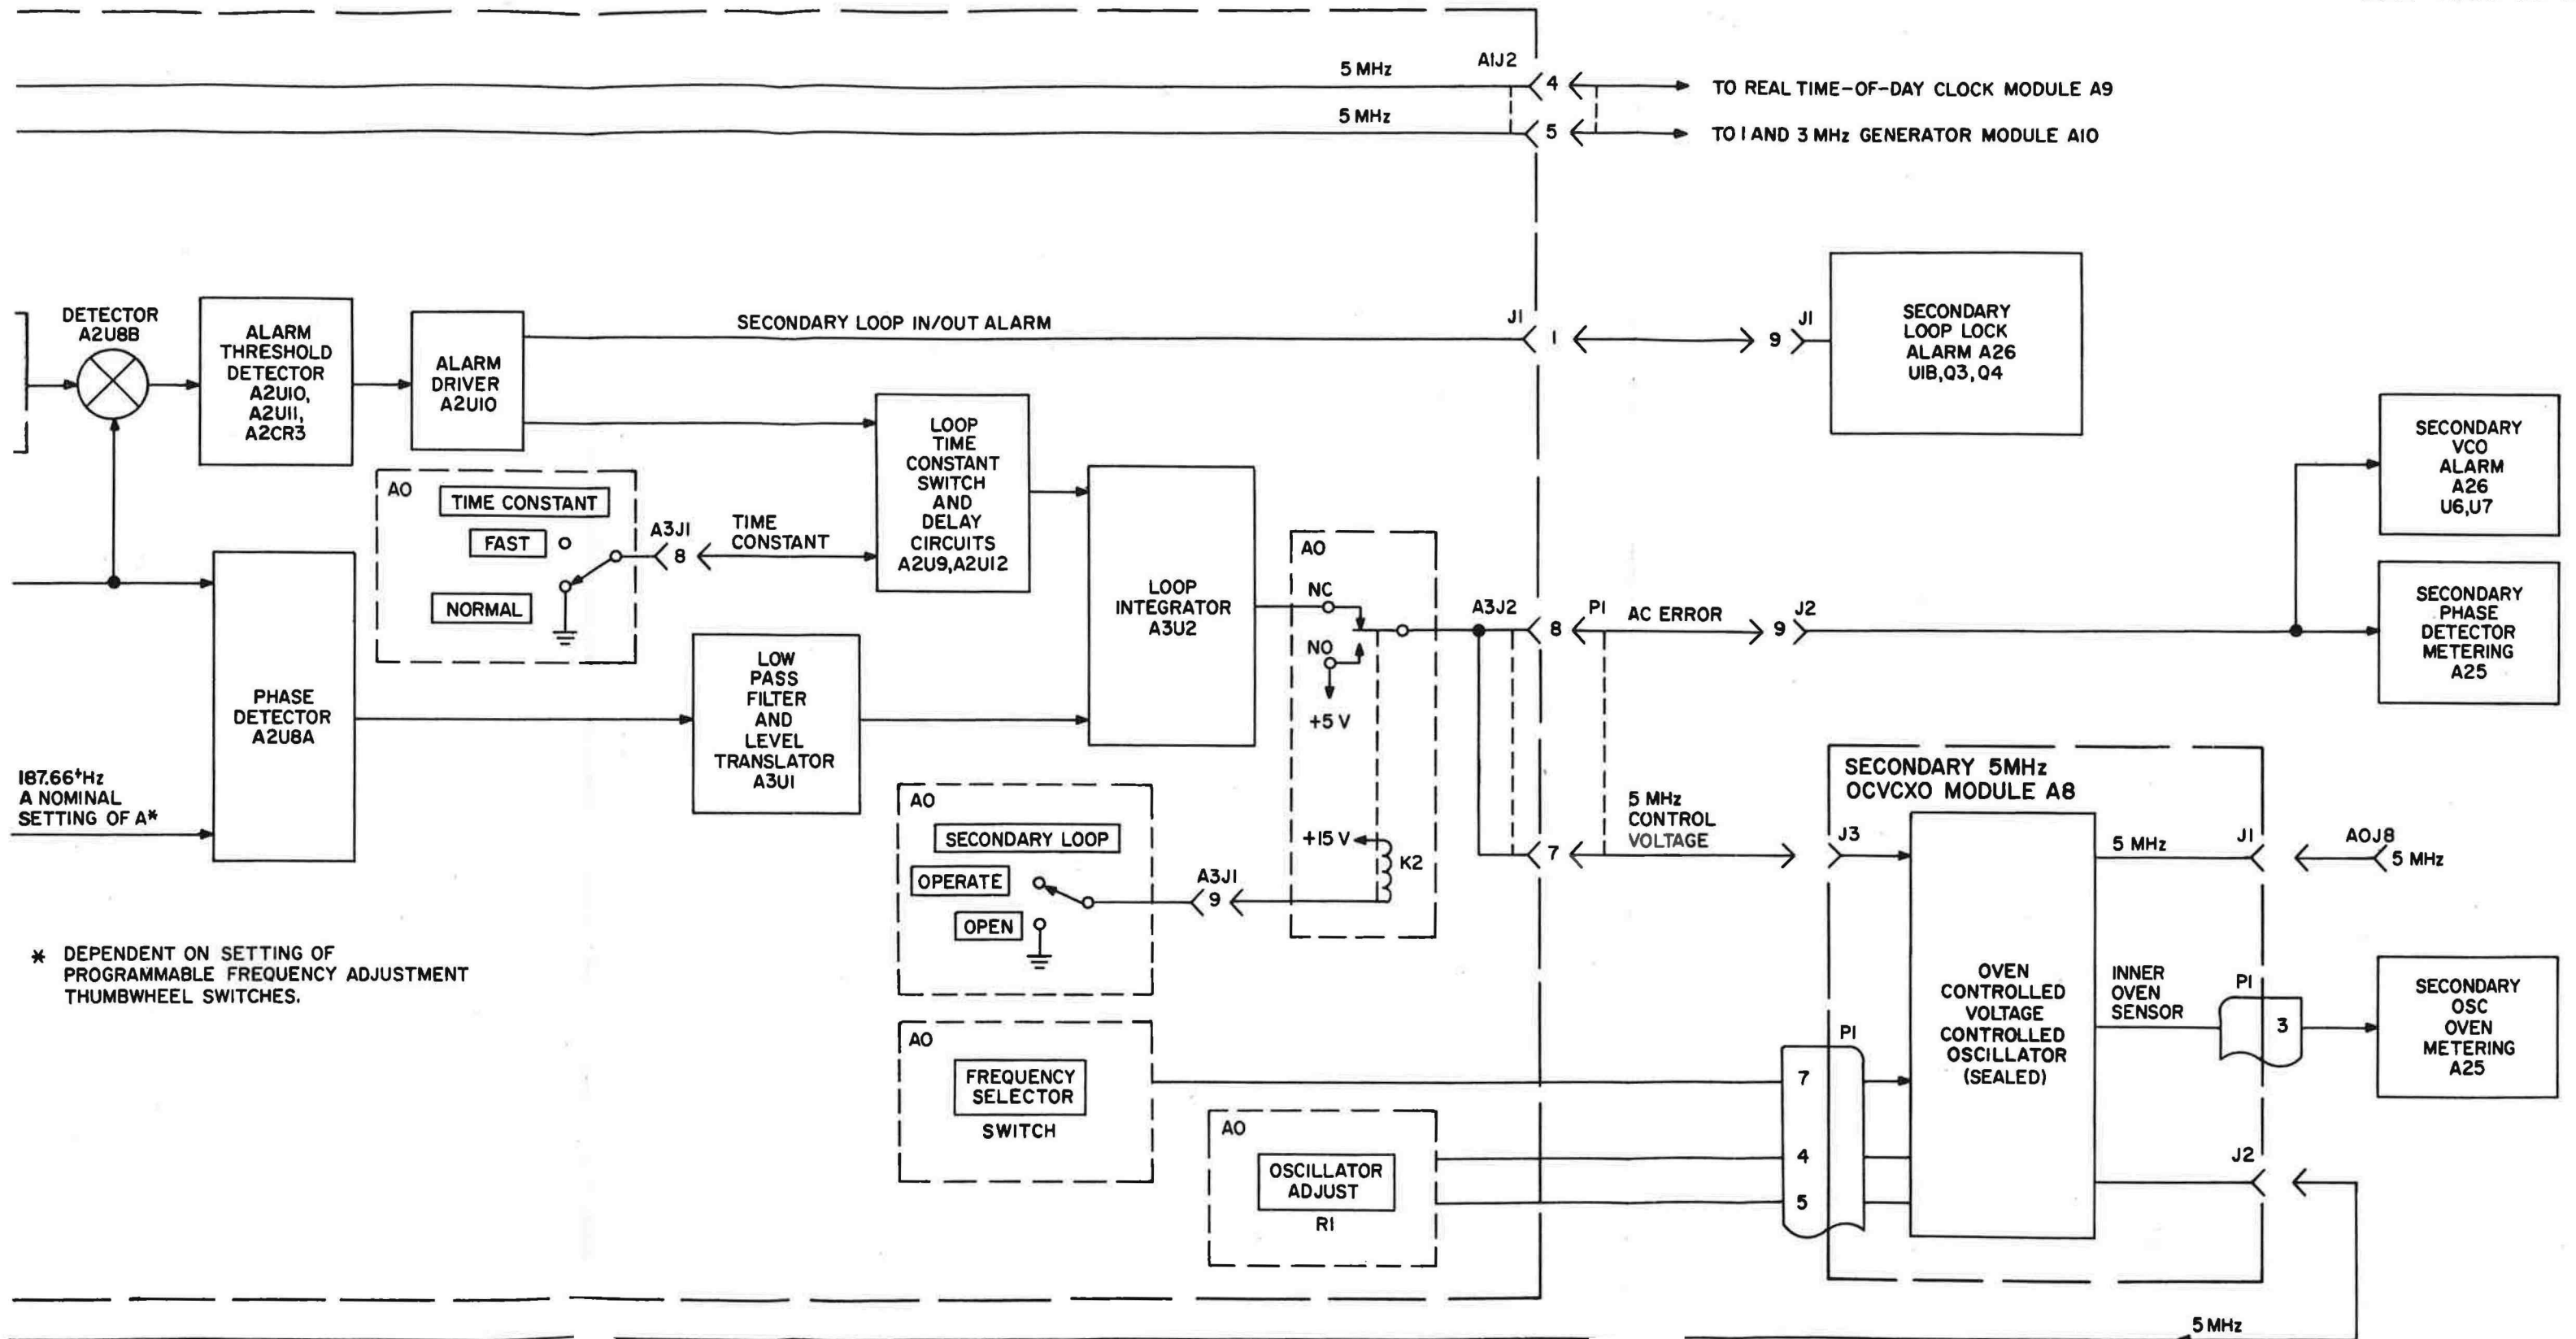 5 MHz
A1J2
4
TO REAL TIME-OF-DAY CLOCK MODULE A9
5 MHz
5
TO 1 AND 3 MHz GENERATOR MODULE A10
DETECTOR
A2U8B
ALARM
THRESHOLD
DETECTOR
A2U10,
A2U11,
A2CR3
ALARM
DRIVER
A2U10
SECONDARY LOOP IN/OUT ALARM
J1
1
9
J1
SECONDARY
LOOP LOCK
ALARM A26
U1B,Q3,Q4
A0
TIME CONSTANT
FAST
NORMAL
A3J1
8
TIME
CONSTANT
LOOP
TIME
CONSTANT
SWITCH
AND
DELAY
CIRCUITS
A2U9,A2U12
LOOP
INTEGRATOR
A3U2
A0
NC
NO
+5 V
+15 V
K2
A3J2
8
P1
AC ERROR
9
J2
SECONDARY
VCO
ALARM
A26
U6,U7
SECONDARY
PHASE
DETECTOR
METERING
A25
PHASE
DETECTOR
A2U8A
187.66+Hz
A NOMINAL
SETTING OF A*
LOW
PASS
FILTER
AND
LEVEL
TRANSLATOR
A3U1
A0
SECONDARY LOOP
OPERATE
OPEN
A3J1
9
7
5 MHz
CONTROL
VOLTAGE
SECONDARY 5MHz
OCVCXO MODULE A8
J3
OVEN
CONTROLLED
VOLTAGE
CONTROLLED
OSCILLATOR
(SEALED)
5 MHz
J1
A0J8
5 MHz
INNER
OVEN
SENSOR
P1
3
SECONDARY
OSC
OVEN
METERING
A25
* DEPENDENT ON SETTING OF
PROGRAMMABLE FREQUENCY ADJUSTMENT
THUMBWHEEL SWITCHES.
A0
FREQUENCY
SELECTOR
SWITCH
P1
7
4
5
A0
OSCILLATOR
ADJUST
R1
J2
5 MHz